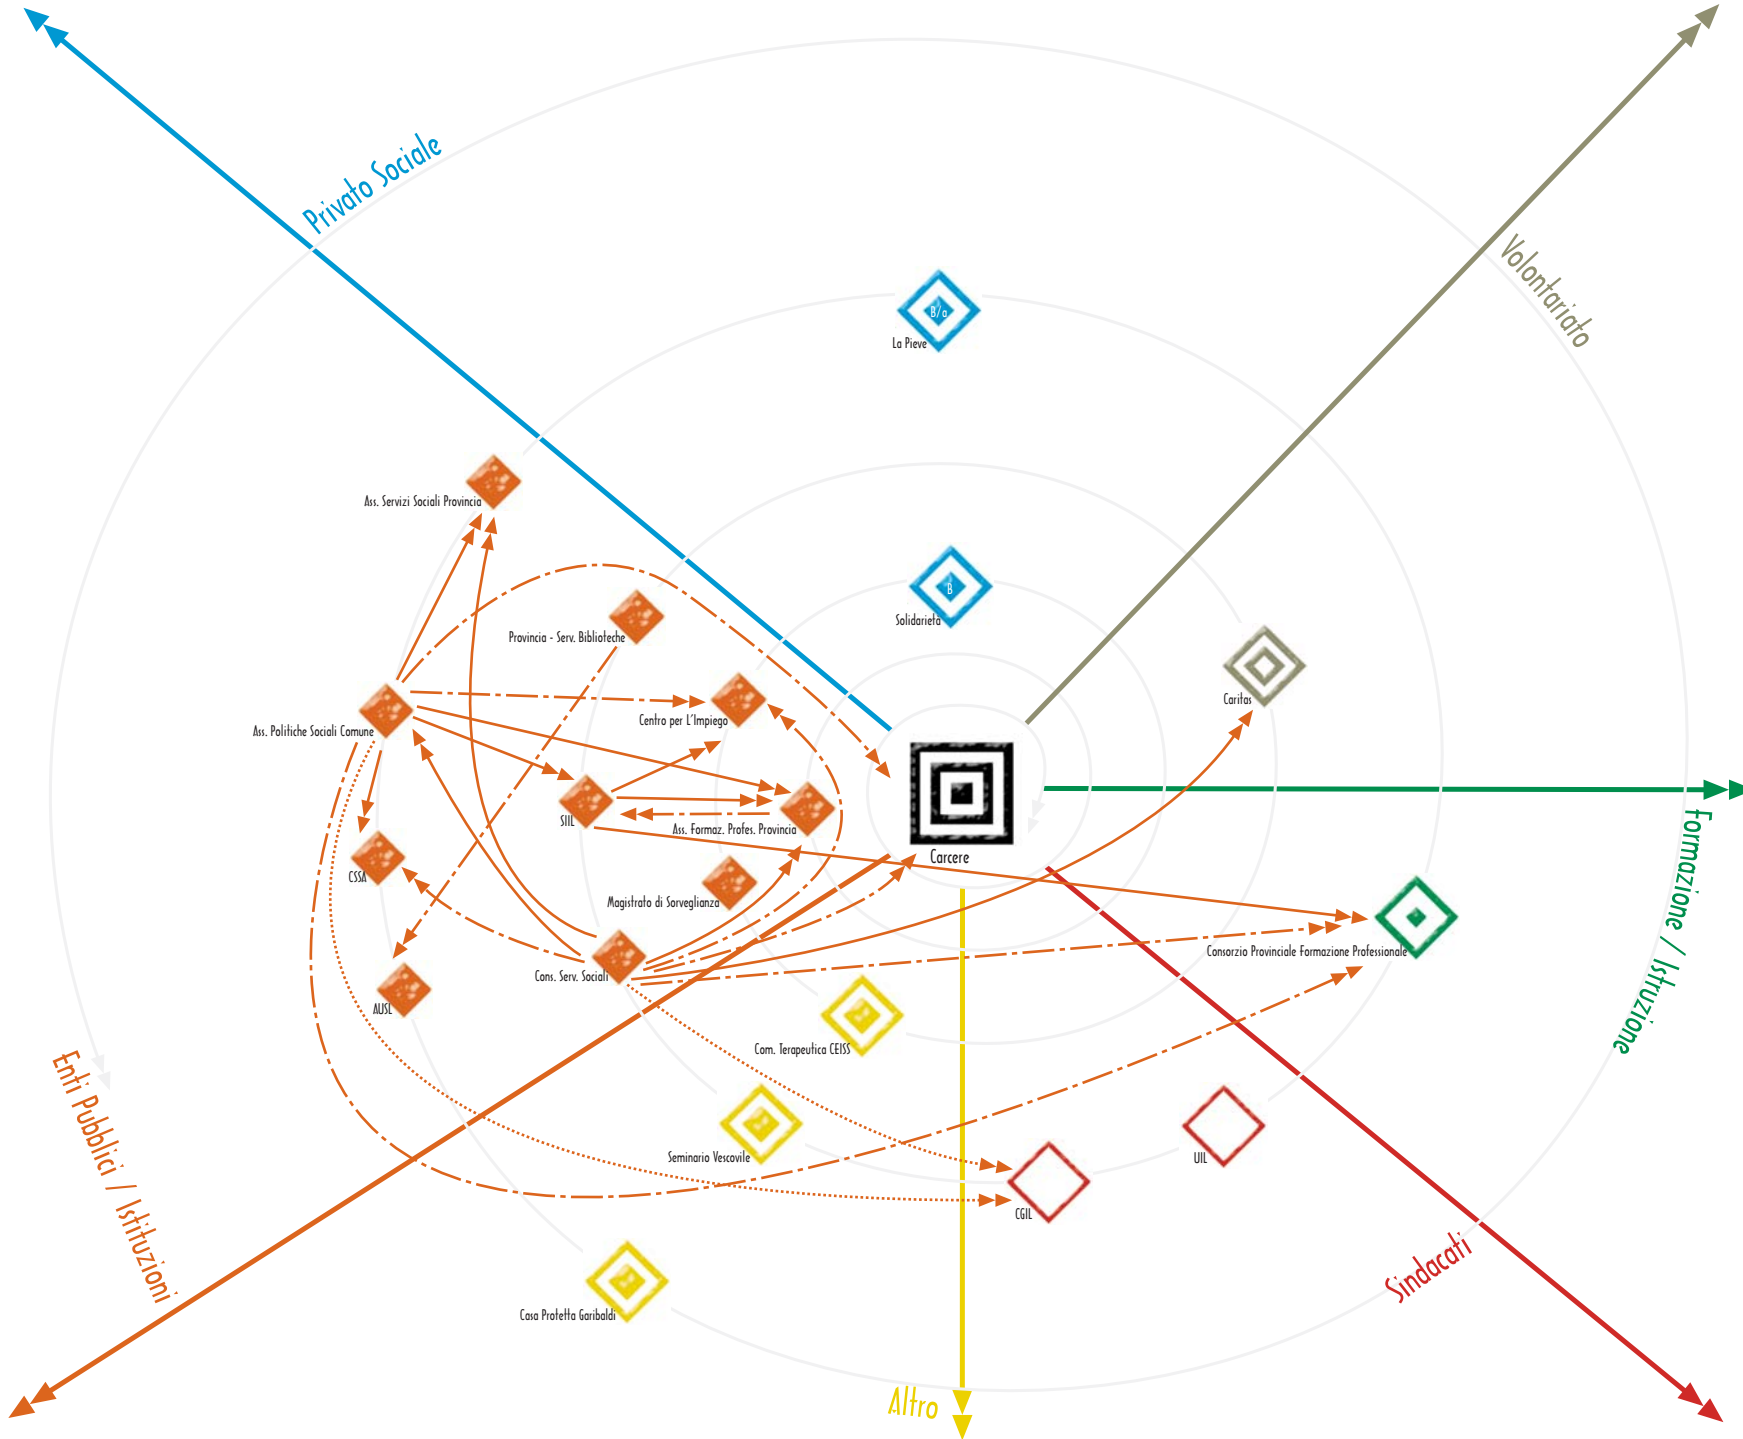 Privato Sociale
Volontariato
B/a
La Pieve
Ass. Servizi Sociali Provincia
B
Solidarietà
Provincia - Serv. Biblioteche
Caritas
Centro per L'Impiego
Ass. Politiche Sociali Comune
SIIL
Ass. Formaz. Profes. Provincia
Carcere
CSSA
Magistrato di Sorveglianza
Formazione / Istruzione
Consorzio Provinciale Formazione Professionale
Cons. Serv. Sociali
AUSL
Com. Terapeutica CEISS
Enti Pubblici / Istituzioni
Seminario Vescovile
UIL
CGIL
Sindacati
Casa Protetta Garibaldi
Altro